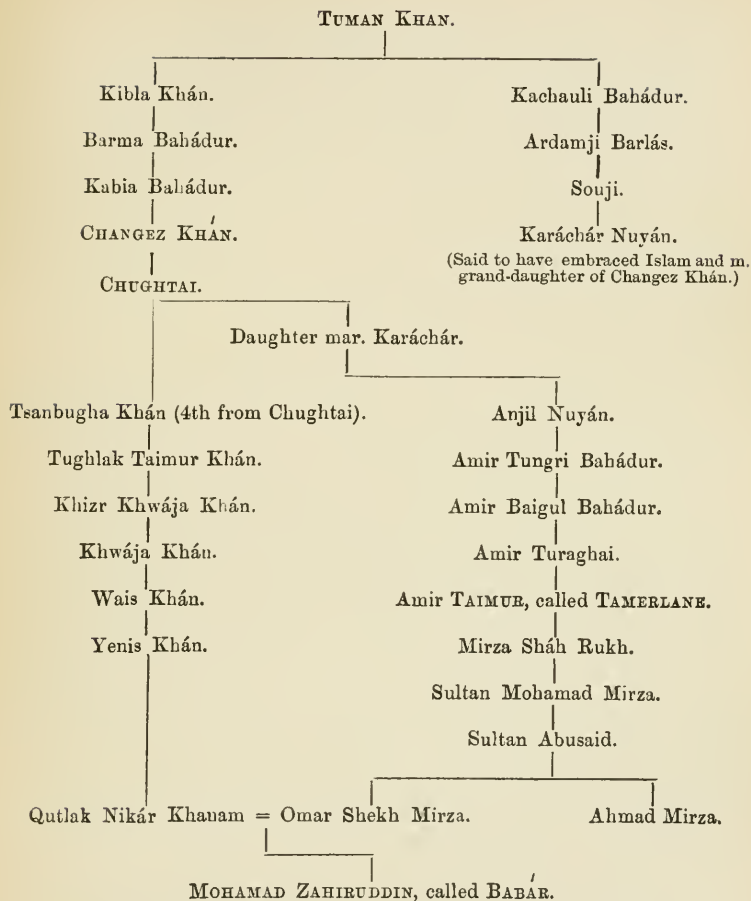 TUMAN KHAN.
Kibla Khán. Kachauli Bahádur.
Barma Bahádur. Ardamji Barlás.
Kabia Bahádur. Souji.
CHANGEZ KHÁN. Karáchár Nuyán.
(Said to have embraced Islam and m.
grand-daughter of Changez Khán.)
CHUGHTAI.
Daughter mar. Karáchár.
Tsanbugha Khán (4th from Chughtai). Anjil Nuyán.
Tughlak Taimur Khán. Amir Tungri Bahádur.
Khizr Khwája Khán. Amir Baigul Bahádur.
Khwája Khán. Amir Turaghai.
Wais Khán. Amir TAIMUR, called TAMERLANE.
Yenis Khán. Mirza Sháh Rukh.
Sultan Mohamad Mirza.
Sultan Abusaid.
Qutlak Nikár Khanam = Omar Shekh Mirza. Ahmad Mirza.
MOHAMAD ZAHIRUDDIN, called BABÁR.